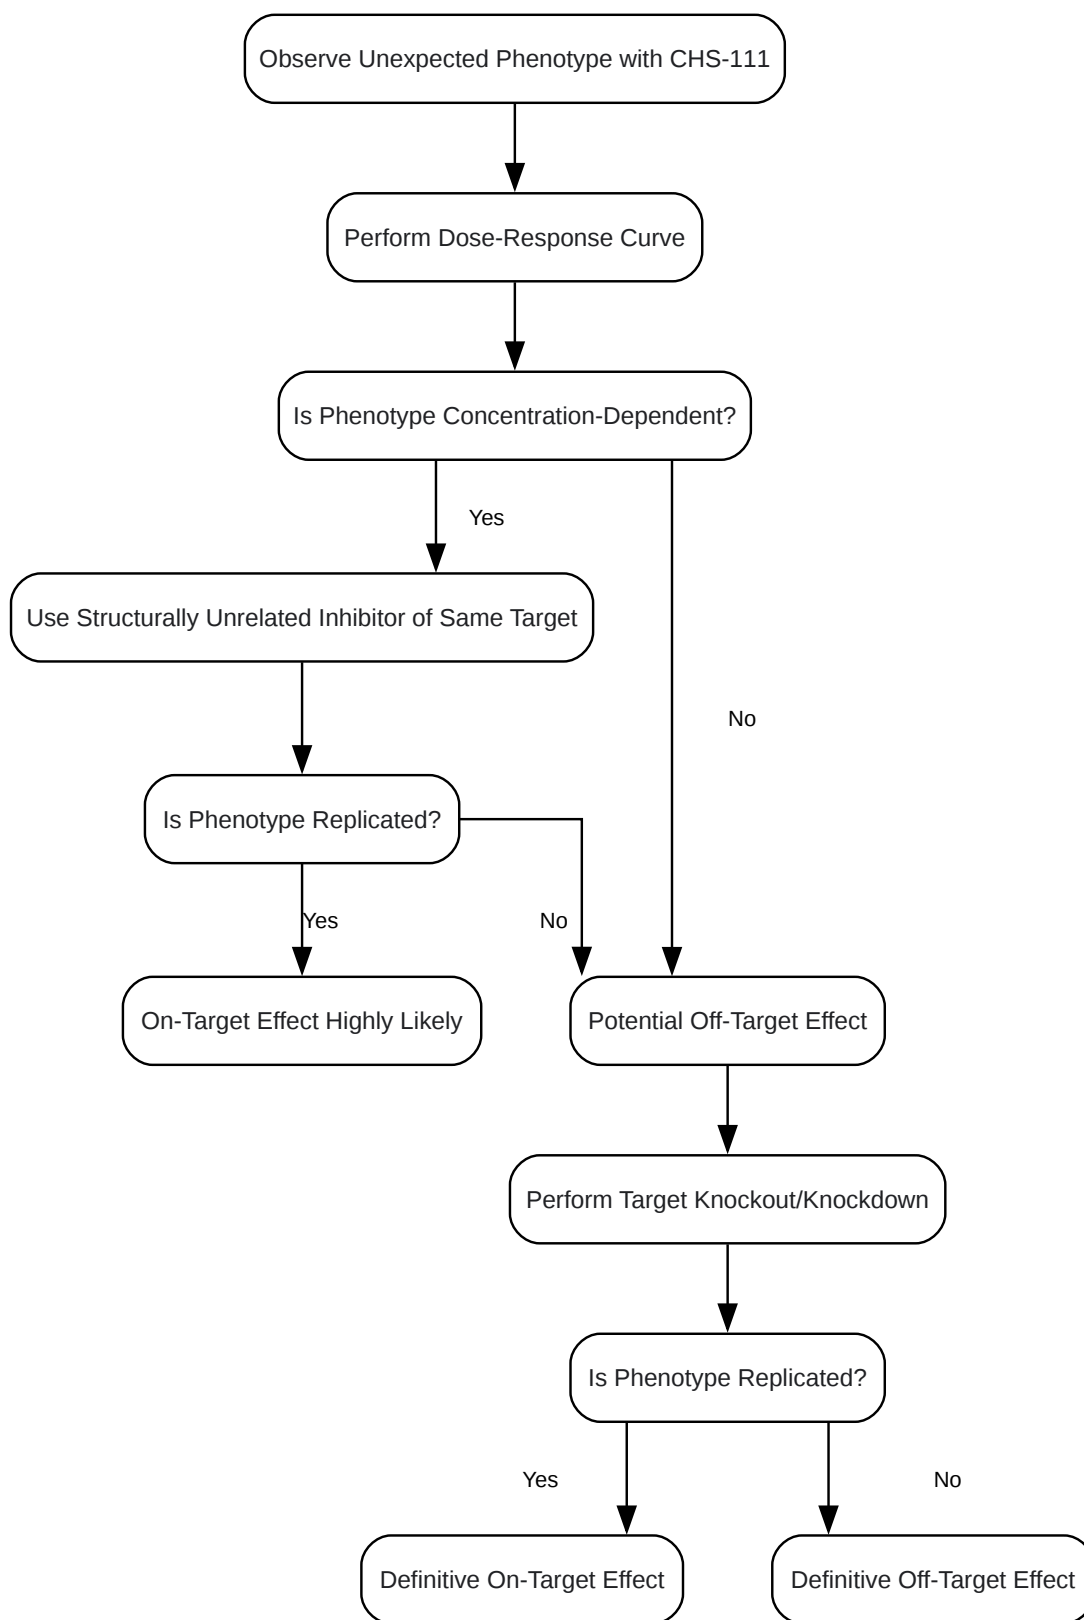 Observe Unexpected Phenotype with CHS-111
Perform Dose-Response Curve
Is Phenotype Concentration-Dependent?
Yes
Use Structurally Unrelated Inhibitor of Same Target
No
Is Phenotype Replicated?
Yes
No
On-Target Effect Highly Likely
Potential Off-Target Effect
Perform Target Knockout/Knockdown
Is Phenotype Replicated?
Yes
No
Definitive On-Target Effect
Definitive Off-Target Effect